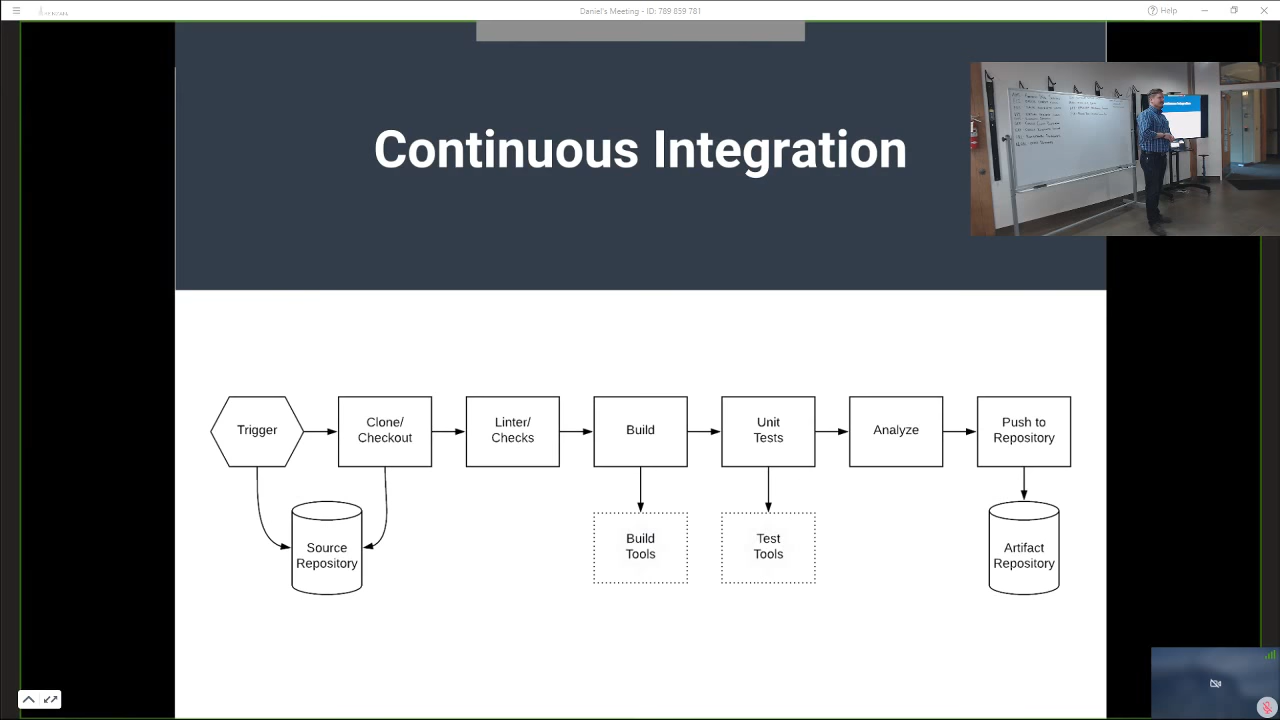 Daniel's Meeting - ID: 789 859 781
Help
Continuous Integration
Trigger
Clone/
Checkout
Linter/
Checks
Build
Unit
Tests
Analyze
Push to
Repository
Source
Repository
Build
Tools
Test
Tools
Artifact
Repository